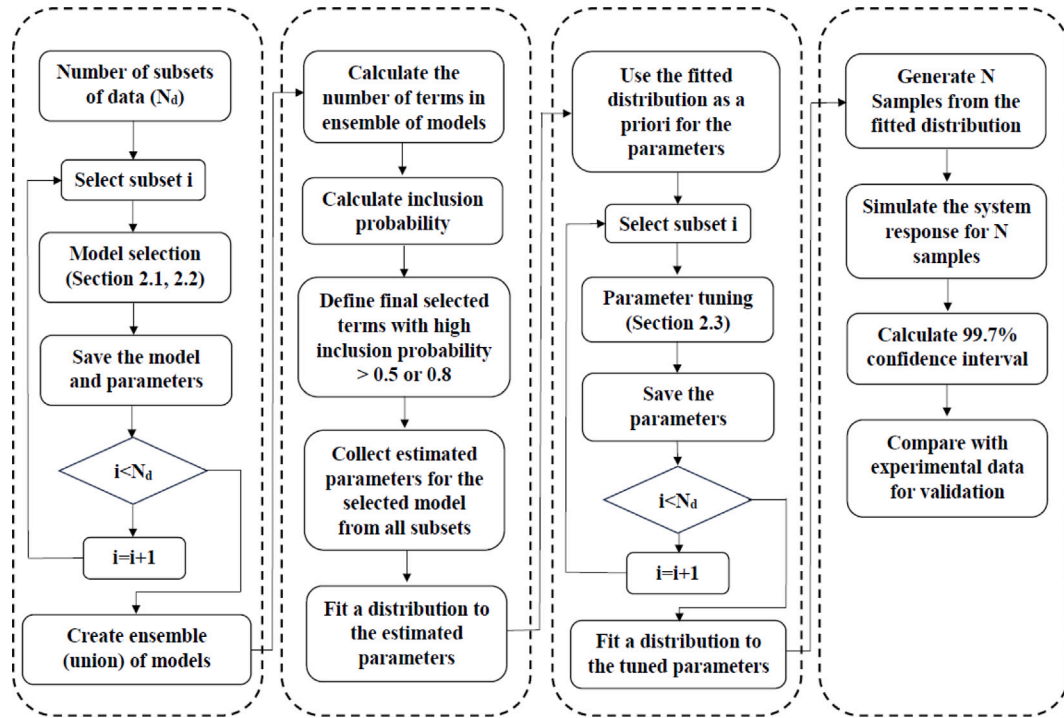 Number of subsets
of data (Nd)
Select subset i
Model selection
(Section 2.1, 2.2)
Save the model
and parameters
i<Nd
i=i+1
Create ensemble
(union) of models
Calculate the
number of terms in
ensemble of models
Calculate inclusion
probability
Define final selected
terms with high
inclusion probability
> 0.5 or 0.8
Collect estimated
parameters for the
selected model
from all subsets
Fit a distribution to
the estimated
parameters
Use the fitted
distribution as a
priori for the
parameters
Select subset i
Parameter tuning
(Section 2.3)
Save the
parameters
i<Nd
i=i+1
Fit a distribution to
the tuned parameters
Generate N
Samples from the
fitted distribution
Simulate the system
response for N
samples
Calculate 99.7%
confidence interval
Compare with
experimental data
for validation